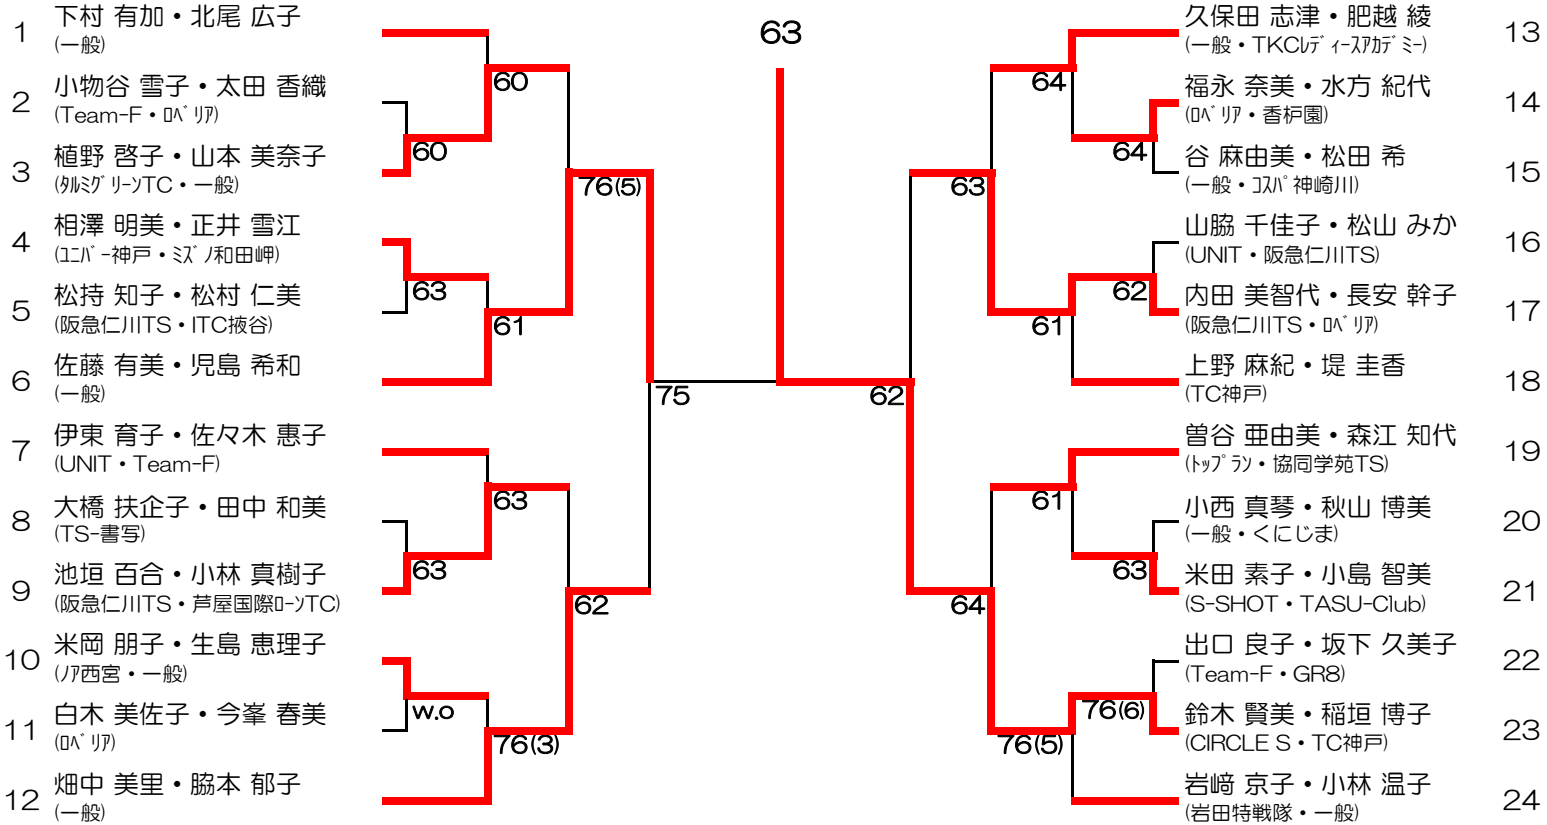 1 下村 有加・北尾 広子
(一般)
2 小物谷 雪子・太田 香織
(Team-F・ﾛﾍﾞﾘｱ)
3 植野 啓子・山本 美奈子
(ﾀﾙﾐｸﾞﾘｰﾝTC・一般)
4 相澤 明美・正井 雪江
(ﾕﾆﾊﾞｰ神戸・ﾐｽﾞﾉ和田岬)
5 松持 知子・松村 仁美
(阪急仁川TS・ITC掖谷)
6 佐藤 有美・児島 希和
(一般)
7 伊東 育子・佐々木 惠子
(UNIT・Team-F)
8 大橋 扶企子・田中 和美
(TS-書写)
9 池垣 百合・小林 真樹子
(阪急仁川TS・芦屋国際ﾛｰﾝTC)
10 米岡 朋子・生島 恵理子
(ﾉｱ西宮・一般)
11 白木 美佐子・今峯 春美
(ﾛﾍﾞﾘｱ)
12 畑中 美里・脇本 郁子
(一般)
60
60
76(5)
63
61
75
63
63
62
w.o
76(3)
63
64
64
63
62
61
62
61
63
64
76(6)
76(5)
久保田 志津・肥越 綾 13
(一般・TKCﾚﾃﾞｨｰｽｱｶﾃﾞﾐｰ)
福永 奈美・水方 紀代 14
(ﾛﾍﾞﾘｱ・香枦園)
谷 麻由美・松田 希 15
(一般・ｺｽﾊﾟ神崎川)
山脇 千佳子・松山 みか 16
(UNIT・阪急仁川TS)
内田 美智代・長安 幹子 17
(阪急仁川TS・ﾛﾍﾞﾘｱ)
上野 麻紀・堤 圭香 18
(TC神戸)
曽谷 亜由美・森江 知代 19
(ﾄｯﾌﾟﾗﾝ・協同学苑TS)
小西 真琴・秋山 博美 20
(一般・くにじま)
米田 素子・小島 智美 21
(S-SHOT・TASU-Club)
出口 良子・坂下 久美子 22
(Team-F・GR8)
鈴木 賢美・稲垣 博子 23
(CIRCLE S・TC神戸)
岩﨑 京子・小林 温子 24
(岩田特戦隊・一般)